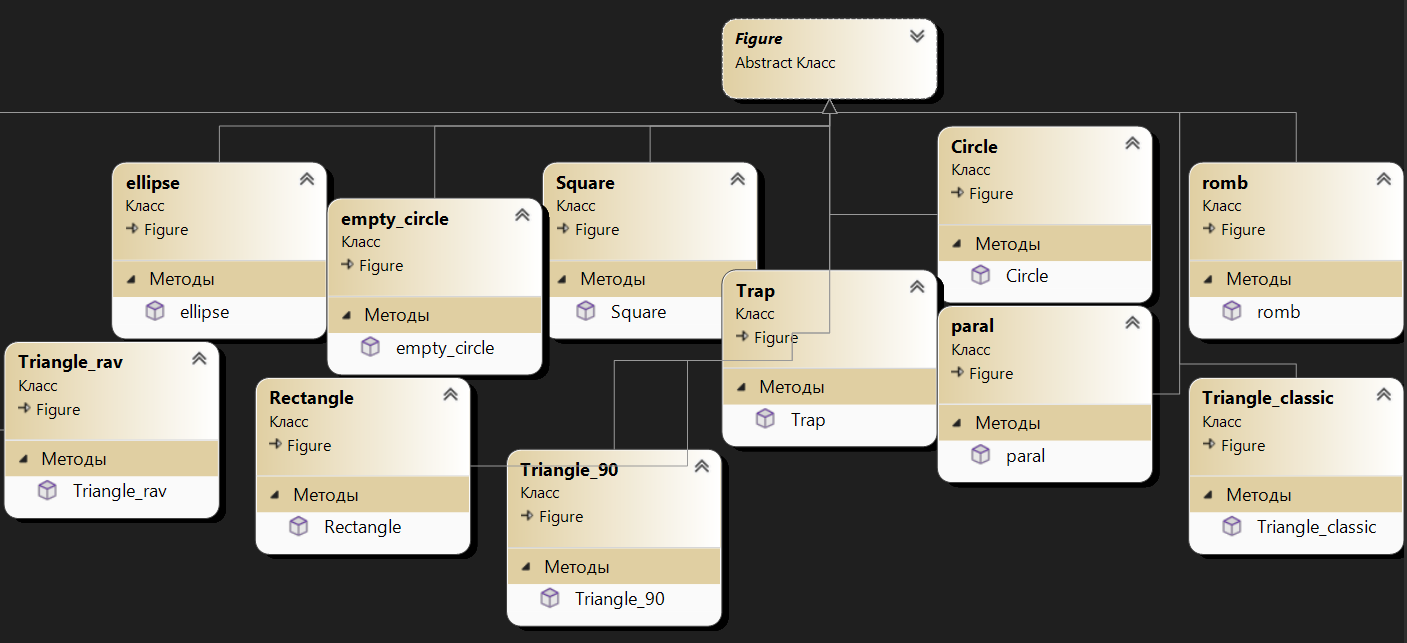 Figure
Abstract Класс
ellipse
Класс
Figure
Методы
ellipse
empty_circle
Класс
Figure
Методы
empty_circle
Square
Класс
Figure
Методы
Square
Circle
Класс
Figure
Методы
Circle
romb
Класс
Figure
Методы
romb
Trap
Класс
Figure
Методы
Trap
paral
Класс
Figure
Методы
paral
Triangle_rav
Класс
Figure
Методы
Triangle_rav
Rectangle
Класс
Figure
Методы
Rectangle
Triangle_90
Класс
Figure
Методы
Triangle_90
Triangle_classic
Класс
Figure
Методы
Triangle_classic